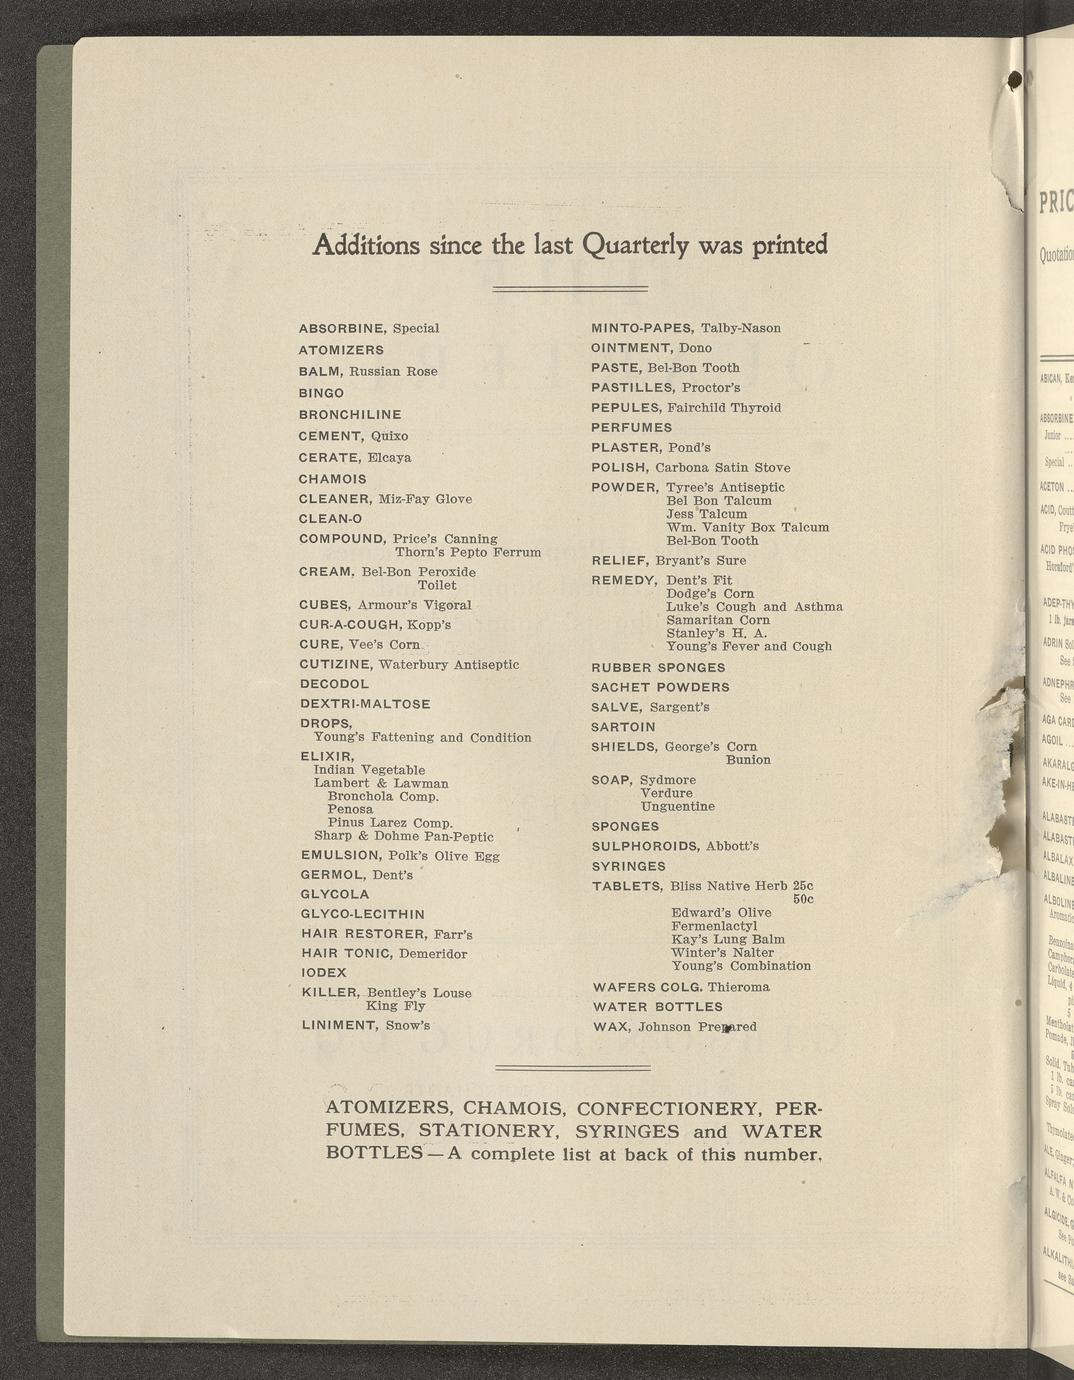 Additions since the last Quarterly was printed
ABSORBINE, Special
ATOMIZERS
BALM, Russian Rose
BINGO
BRONCHILINE
CEMENT, Quixo
CERATE, Elcaya
CHAMOIS
CLEANER, Miz-Fay Glove
CLEAN-O
COMPOUND, Price's Canning
Thorn's Pepto Ferrum
CREAM, Bel-Bon Peroxide
Toilet
CUBES, Armour's Vigoral
CUR-A-COUGH, Kopp's
CURE, Vee's Corn
CUTIZINE, Waterbury Antiseptic
DECODOL
DEXTRI-MALTOSE
DROPS,
Young's Fattening and Condition
ELIXIR,
Indian Vegetable
Lambert & Lawman
Bronchola Comp.
Penosa
Pinus Larez Comp.
Sharp & Dohme Pan-Peptic
EMULSION, Polk's Olive Egg
GERMOL, Dent's
GLYCOLA
GLYCO-LECITHIN
HAIR RESTORER, Farr's
HAIR TONIC, Demeridor
IODEX
KILLER, Bentley's Louse
King Fly
LINIMENT, Snow's
MINTO-PAPES, Talby-Nason
OINTMENT, Dono
PASTE, Bel-Bon Tooth
PASTILLES, Proctor's
PEPULES, Fairchild Thyroid
PERFUMES
PLASTER, Pond's
POLISH, Carbona Satin Stove
POWDER, Tyree's Antiseptic
Bel Bon Talcum
Jess Talcum
Wm. Vanity Box Talcum
Bel-Bon Tooth
RELIEF, Bryant's Sure
REMEDY, Dent's Fit
Dodge's Corn
Luke's Cough and Asthma
Samaritan Corn
Stanley's H. A.
Young's Fever and Cough
RUBBER SPONGES
SACHET POWDERS
SALVE, Sargent's
SARTOIN
SHIELDS, George's Corn
Bunion
SOAP, Sydmore
Verdure
Unguentine
SPONGES
SULPHOROIDS, Abbott's
SYRINGES
TABLETS, Bliss Native Herb 25c
50c
Edward's Olive
Fermenlactyl
Kay's Lung Balm
Winter's Nalter
Young's Combination
WAFERS COLG. Thieroma
WATER BOTTLES
WAX, Johnson Prepared
ATOMIZERS, CHAMOIS, CONFECTIONERY, PER-
FUMES, STATIONERY, SYRINGES and WATER
BOTTLES—A complete list at back of this number.